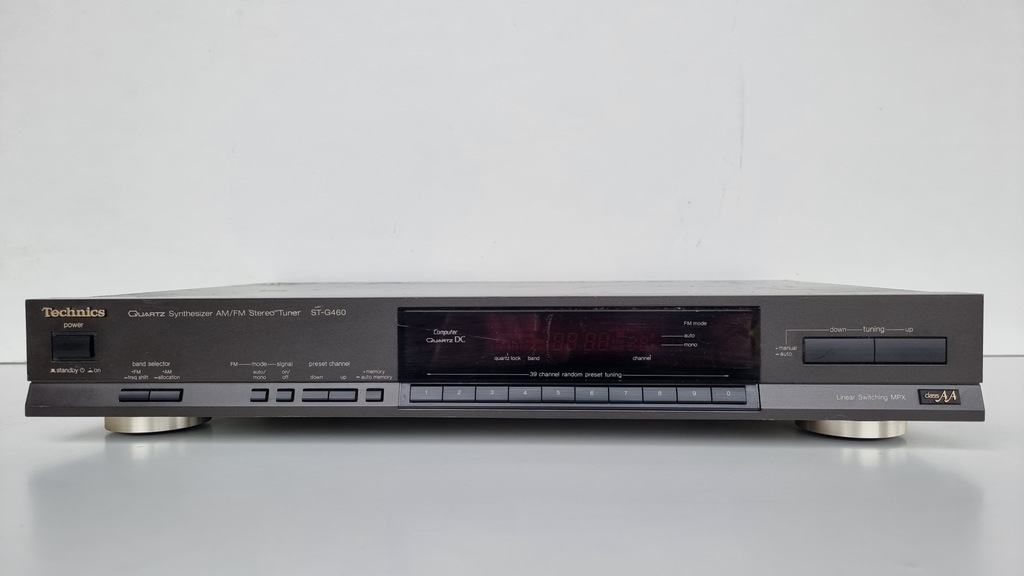 Technics
QUARTZ Synthesizer AM/FM Stereo Tuner ST-G460
power
standby on
band selector
-FM -AM
-freq shift -allocation
FM mode signal
auto/ mono
on/ off
preset channel
down up
-memory
-auto memory
Computer
QUARTZ DC
FM mode
auto
mono
quartz lock band channel
39 channel random preset tuning
1 2 3 4 5 6 7 8 9 0
down tuning up
manual
auto
Linear Switching MPX
class AA